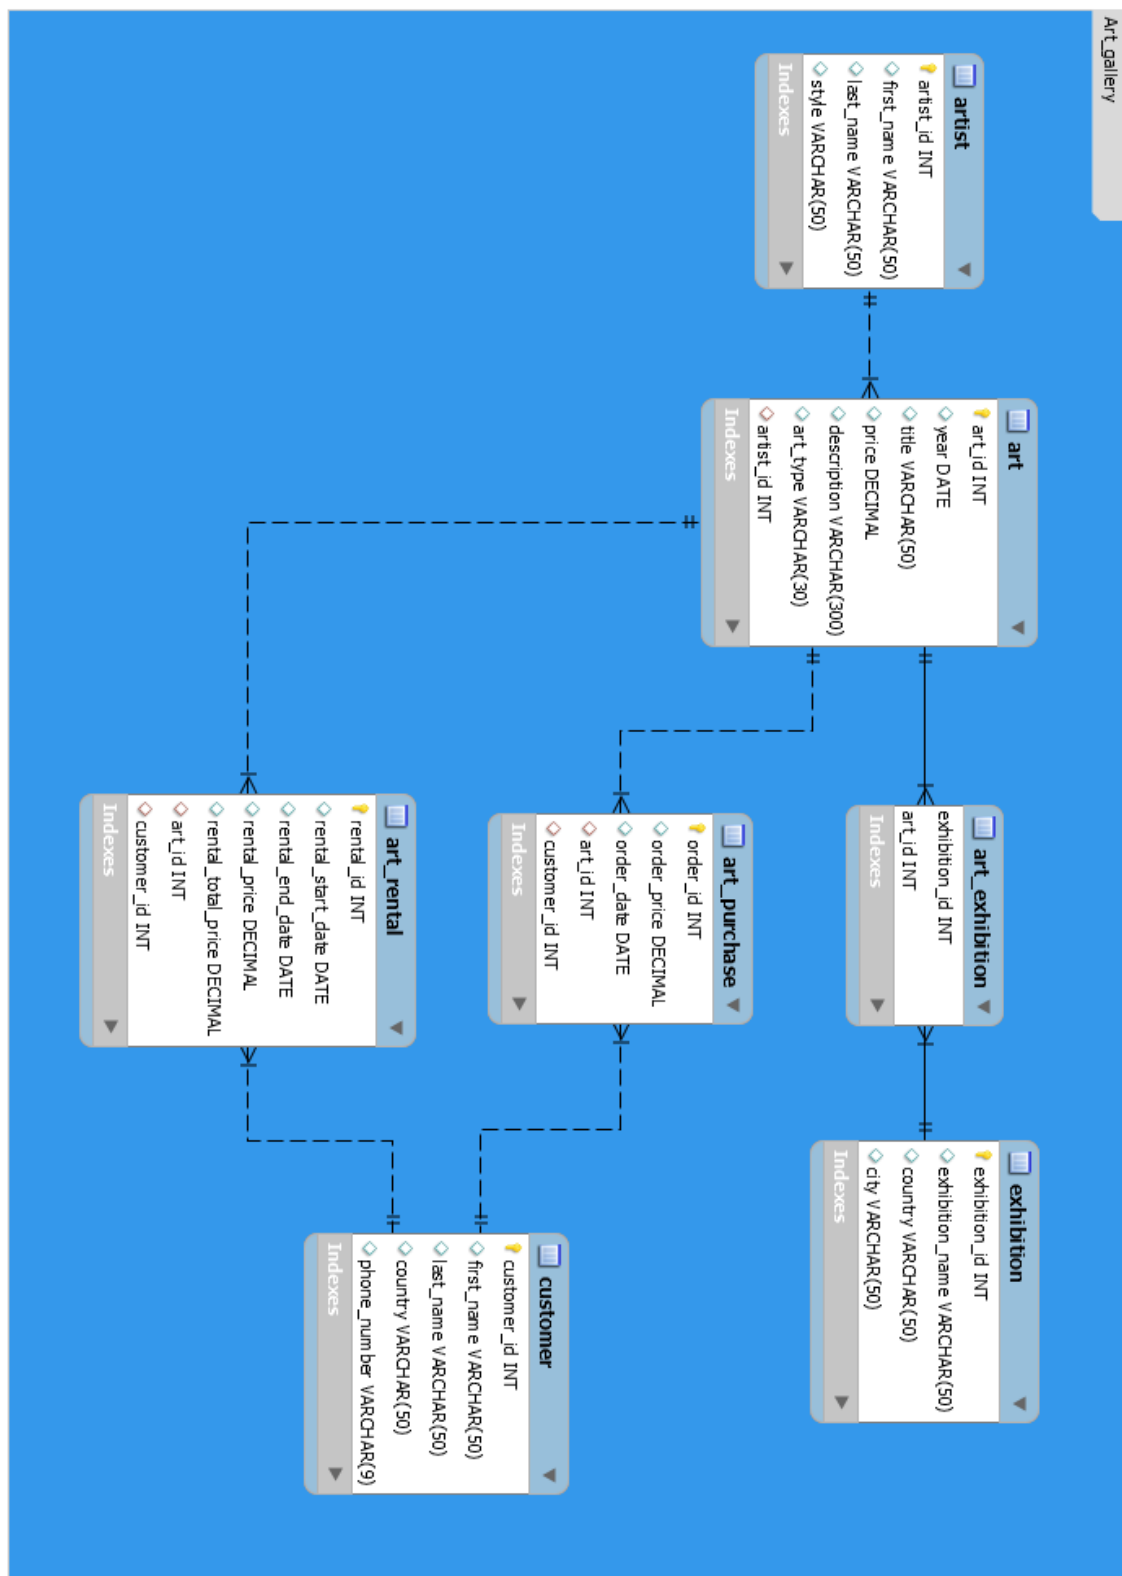 Art_gallery
artist
artist_id INT
first_name VARCHAR(50)
last_name VARCHAR(50)
style VARCHAR(50)
Indexes
art
art_id INT
year DATE
title VARCHAR(50)
price DECIMAL
description VARCHAR(300)
art_type VARCHAR(30)
artist_id INT
Indexes
art_exhibition
exhibition_id INT
art_id INT
Indexes
exhibition
exhibition_id INT
exhibition_name VARCHAR(50)
country VARCHAR(50)
city VARCHAR(50)
Indexes
art_purchase
order_id INT
order_price DECIMAL
order_date DATE
art_id INT
customer_id INT
Indexes
customer
customer_id INT
first_name VARCHAR(50)
last_name VARCHAR(50)
country VARCHAR(50)
phone_number VARCHAR(9)
Indexes
art_rental
rental_id INT
rental_start_date DATE
rental_end_date DATE
rental_price DECIMAL
rental_total_price DECIMAL
art_id INT
customer_id INT
Indexes